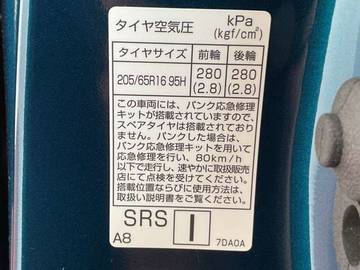 タイヤ空気圧 kPa
(kgf/cm²)
タイヤサイズ 前輪 後輪
205/65R16 95H 280 280
(2.8) (2.8)
この車両には、パンク応急修理
キットが搭載されていますので、
スペアタイヤは搭載されており
ません。パンクした場合は、
パンク応急修理キットを用いて
応急修理を行い、80km/h
以下で走行し、速やかに取扱販売
店にて点検を受けてください。
搭載位置ならびに使用方法は、
取扱い説明書をご覧ください。
SRS I
A8 7DA0A